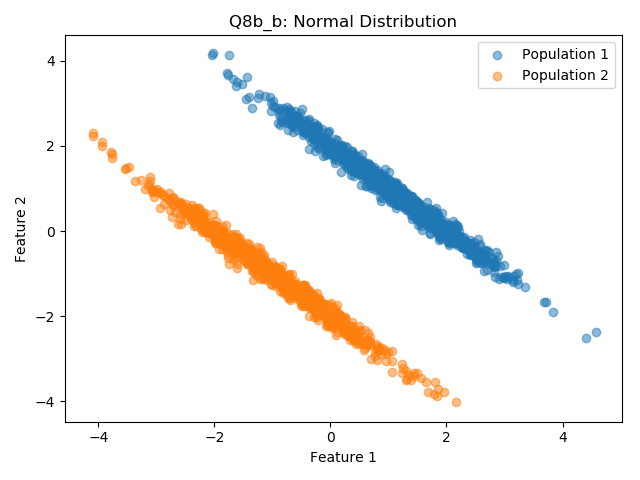 Q8b_b: Normal Distribution
Population 1
Population 2
Feature 2
4
2
0
−2
−4
−4 −2 0 2 4
Feature 1